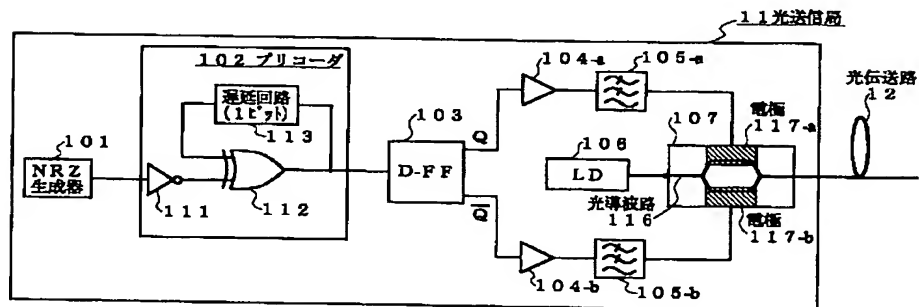 11光送信局
102 プリコーダ
遅延回路
(1ビット)
113
101
NRZ
生成器
111
112
103
D-FF
Q
Q
104-a
105-a
104-b
105-b
106
LD
107
光導波路
116
電極
117-a
電極
117-b
光伝送路
12